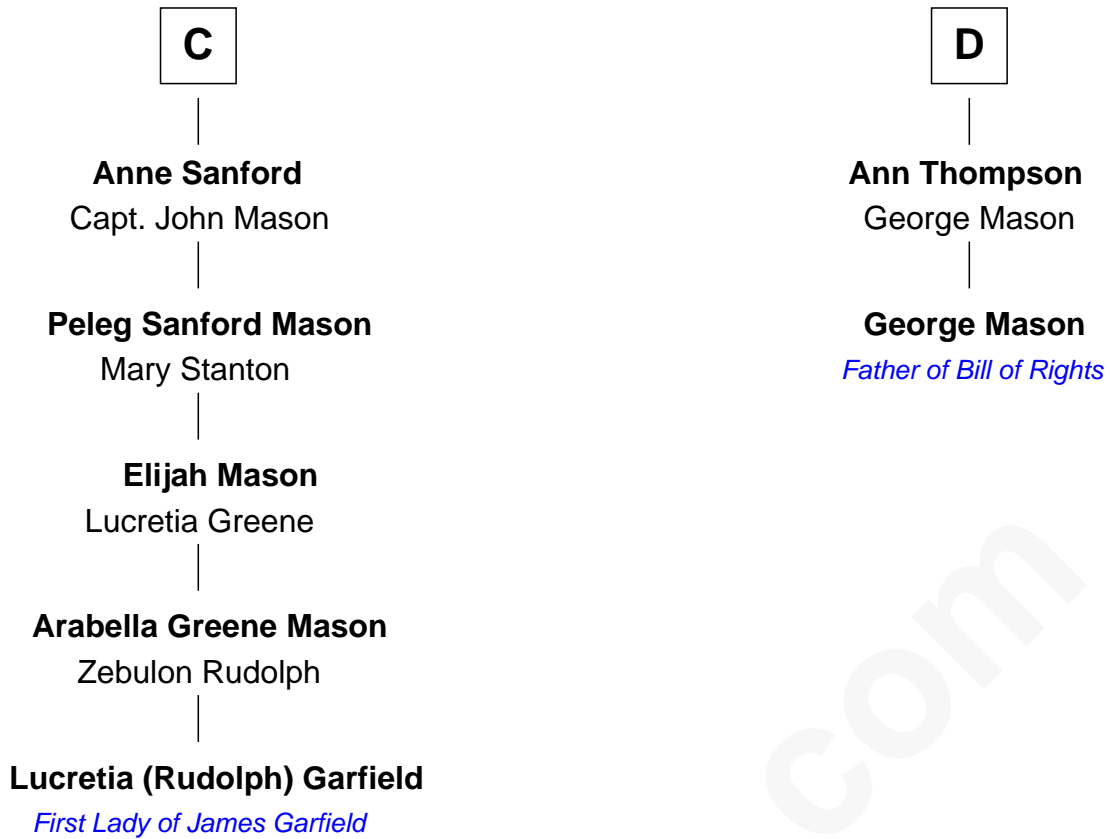 C
Anne Sanford
Capt. John Mason
Peleg Sanford Mason
Mary Stanton
Elijah Mason
Lucretia Greene
Arabella Greene Mason
Zebulon Rudolph
Lucretia (Rudolph) Garfield
First Lady of James Garfield
D
Ann Thompson
George Mason
George Mason
Father of Bill of Rights
com